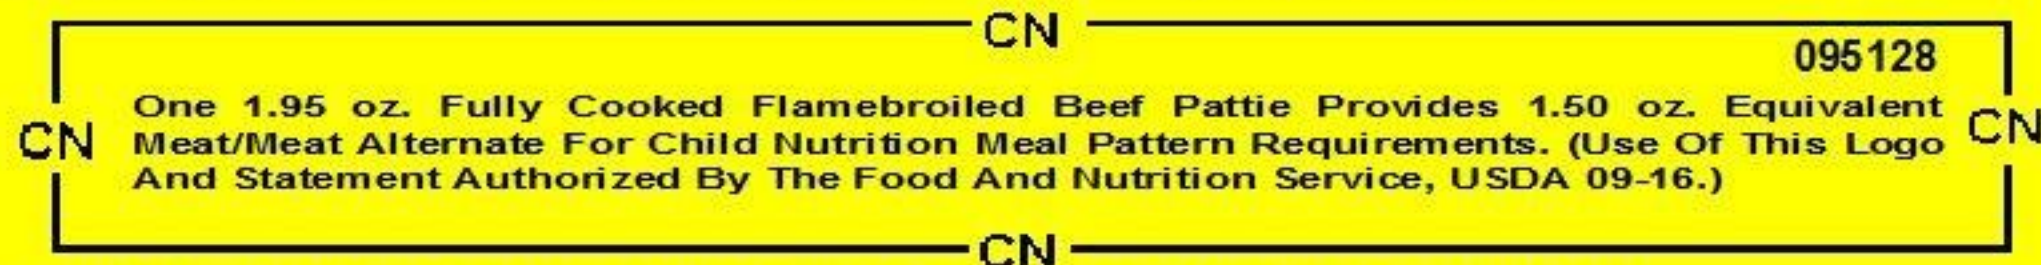 CN
095128
One 1.95 oz. Fully Cooked Flamebroiled Beef Pattie Provides 1.50 oz. Equivalent
CN Meat/Meat Alternate For Child Nutrition Meal Pattern Requirements. (Use Of This Logo CN
And Statement Authorized By The Food And Nutrition Service, USDA 09-16.)
CN